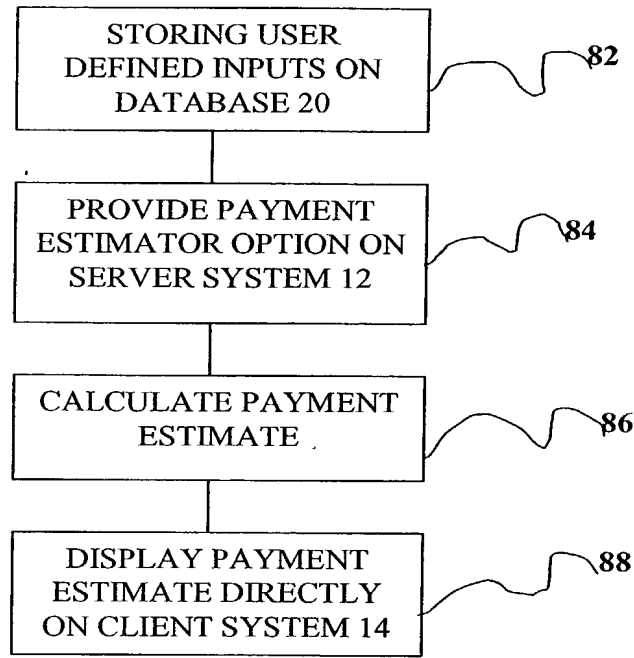 STORING USER
DEFINED INPUTS ON
DATABASE 20
82
PROVIDE PAYMENT
ESTIMATOR OPTION ON
SERVER SYSTEM 12
84
CALCULATE PAYMENT
ESTIMATE
86
DISPLAY PAYMENT
ESTIMATE DIRECTLY
ON CLIENT SYSTEM 14
88